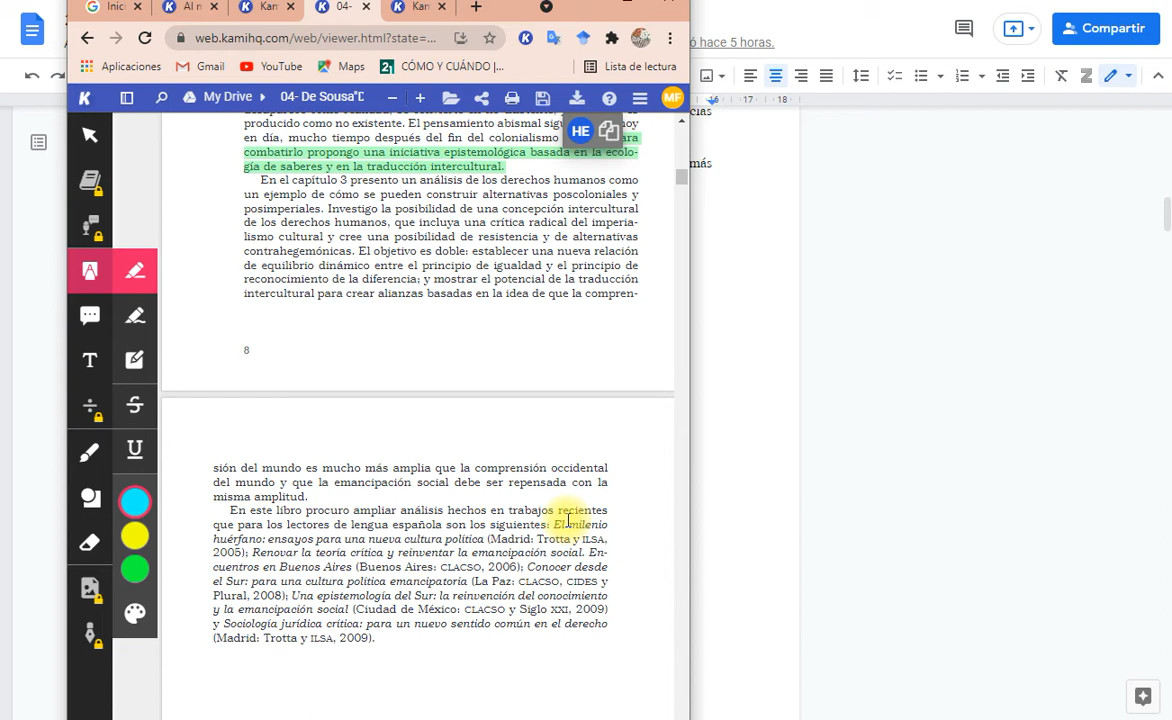 Inic
Al r
Kan
04-
Kan
web.kamihq.com/web/viewer.html?state=...
Aplicaciones
Gmail
YouTube
Maps
CÓMO Y CUÁNDO |...
Lista de lectura
My Drive
04- De Sousa"D
MF
HE
ó hace 5 horas.
Compartir
16
17
18
más
producido como no existente. El pensamiento abismal sigu
hoy
en día, mucho tiempo después del fin del colonialismo
ara
combatirlo propongo una iniciativa epistemológica basada en la ecolo-
gía de saberes y en la traducción intercultural.
En el capítulo 3 presento un análisis de los derechos humanos como
un ejemplo de cómo se pueden construir alternativas poscoloniales y
posimperiales. Investigo la posibilidad de una concepción intercultural
de los derechos humanos, que incluya una crítica radical del imperia-
lismo cultural y cree una posibilidad de resistencia y de alternativas
contrahegemónicas. El objetivo es doble: establecer una nueva relación
de equilibrio dinámico entre el principio de igualdad y el principio de
reconocimiento de la diferencia; y mostrar el potencial de la traducción
intercultural para crear alianzas basadas en la idea de que la compren-
8
sión del mundo es mucho más amplia que la comprensión occidental
del mundo y que la emancipación social debe ser repensada con la
misma amplitud.
En este libro procuro ampliar análisis hechos en trabajos recientes
que para los lectores de lengua española son los siguientes: El milenio
huérfano: ensayos para una nueva cultura política (Madrid: Trotta y ILSA,
2005); Renovar la teoría crítica y reinventar la emancipación social. En-
cuentros en Buenos Aires (Buenos Aires: CLACSO, 2006); Conocer desde
el Sur: para una cultura política emancipatoria (La Paz: CLACSO, CIDES y
Plural, 2008); Una epistemología del Sur: la reinvención del conocimiento
y la emancipación social (Ciudad de México: CLACSO y Siglo XXI, 2009)
y Sociología jurídica crítica: para un nuevo sentido común en el derecho
(Madrid: Trotta y ILSA, 2009).